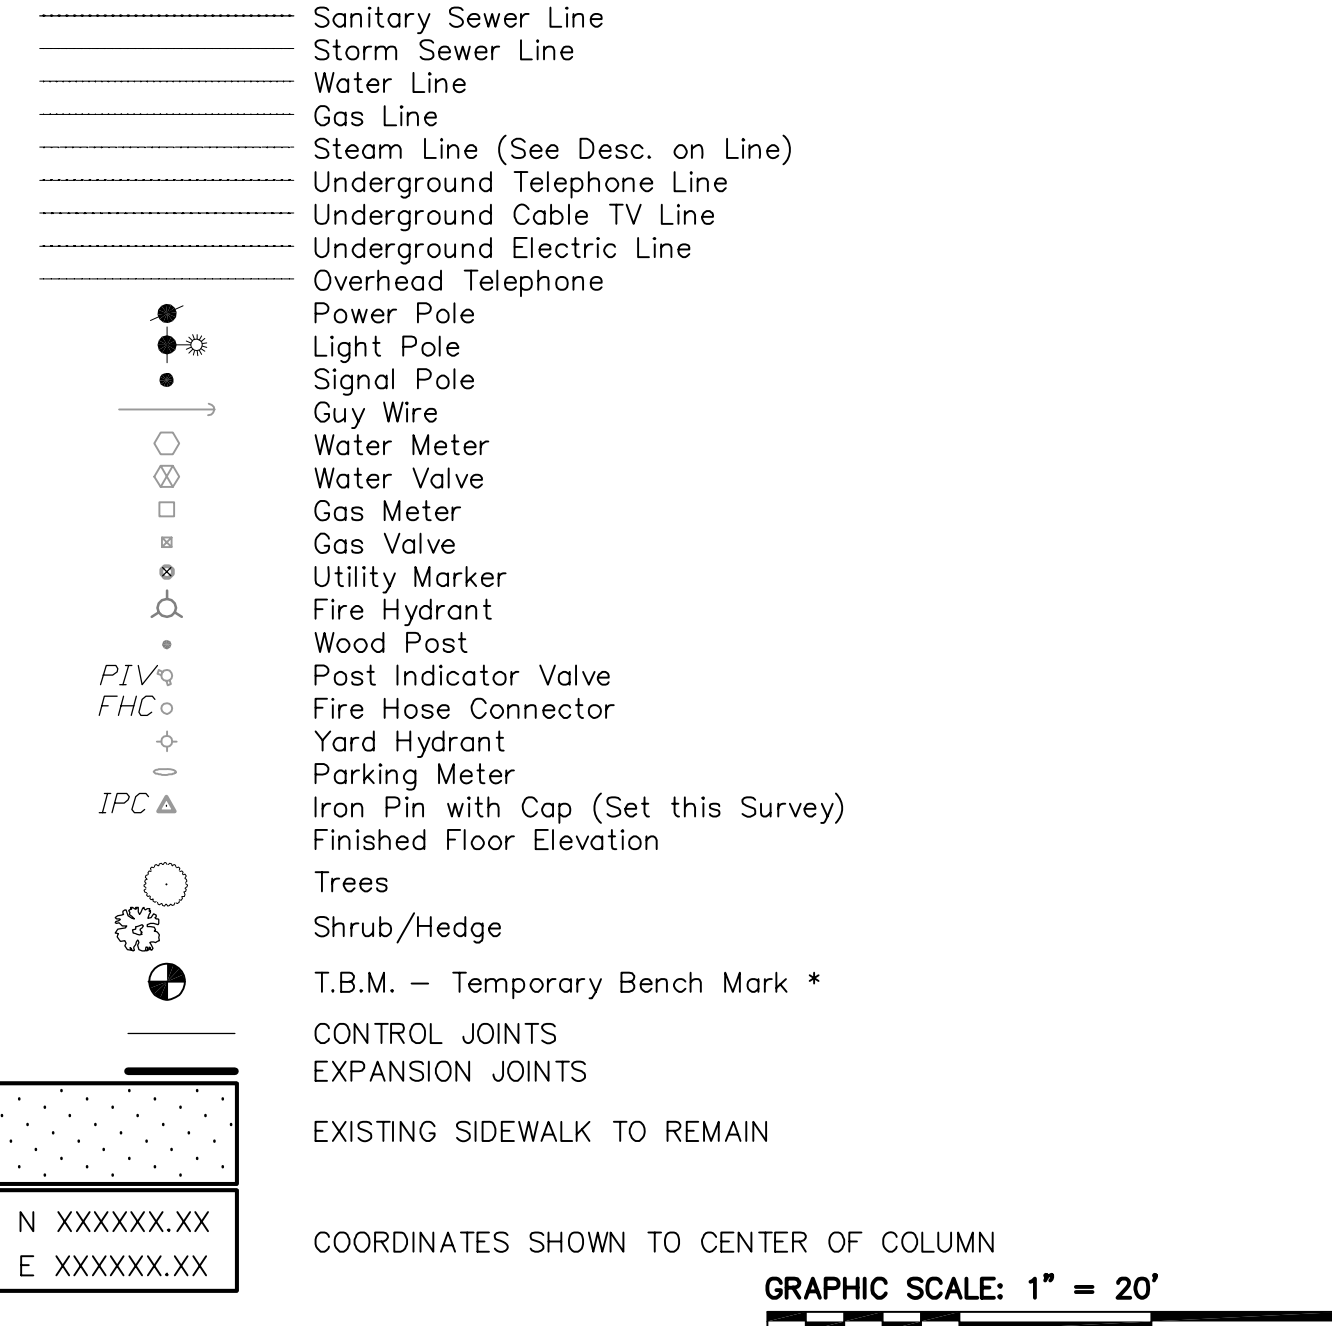 Sanitary Sewer Line
Storm Sewer Line
Water Line
Gas Line
Steam Line (See Desc. on Line)
Underground Telephone Line
Underground Cable TV Line
Underground Electric Line
Overhead Telephone
Power Pole
Light Pole
Signal Pole
Guy Wire
Water Meter
Water Valve
Gas Meter
Gas Valve
Utility Marker
Fire Hydrant
Wood Post
PIV Post Indicator Valve
FHC Fire Hose Connector
Yard Hydrant
Parking Meter
IPC Iron Pin with Cap (Set this Survey)
Finished Floor Elevation
Trees
Shrub/Hedge
T.B.M. – Temporary Bench Mark *
CONTROL JOINTS
EXPANSION JOINTS
EXISTING SIDEWALK TO REMAIN
N XXXXXX.XX
E XXXXXX.XX
COORDINATES SHOWN TO CENTER OF COLUMN
GRAPHIC SCALE: 1" = 20'